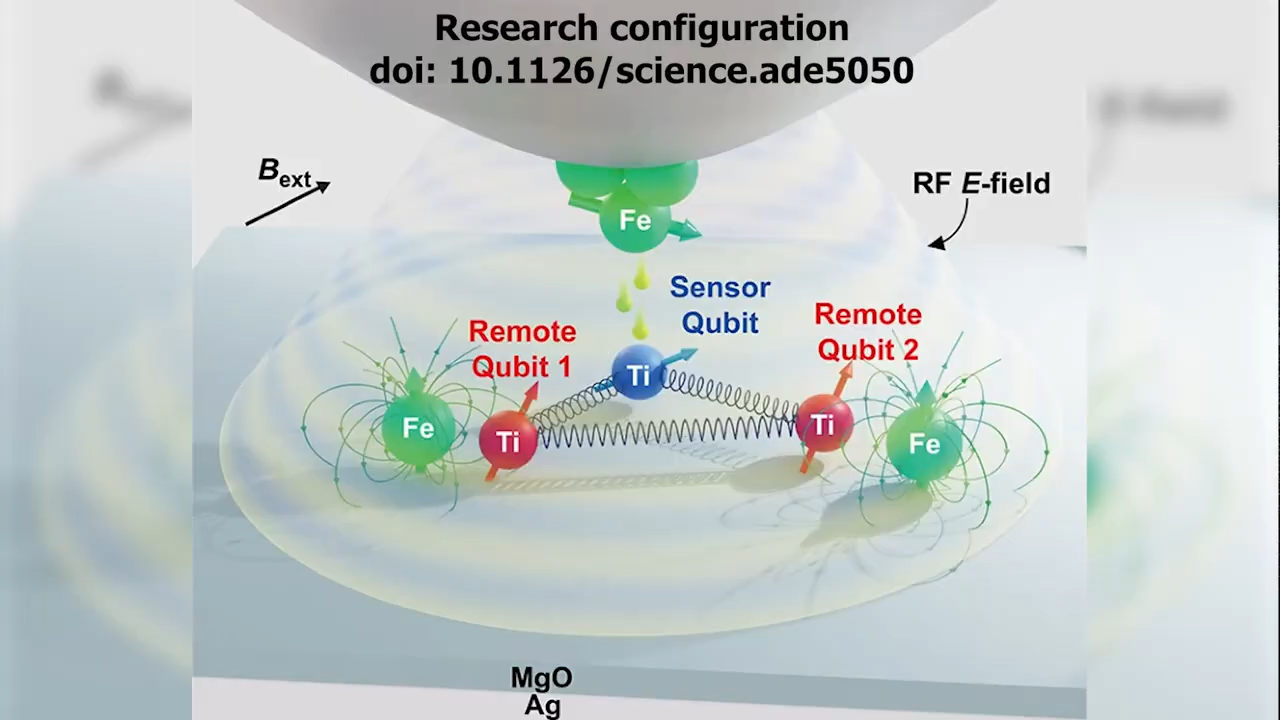 Research configuration
doi: 10.1126/science.ade5050
Bext
RF E-field
Fe
Sensor
Qubit
Remote
Qubit 1
Remote
Qubit 2
Ti
Fe
Ti
Ti
Fe
MgO
Ag